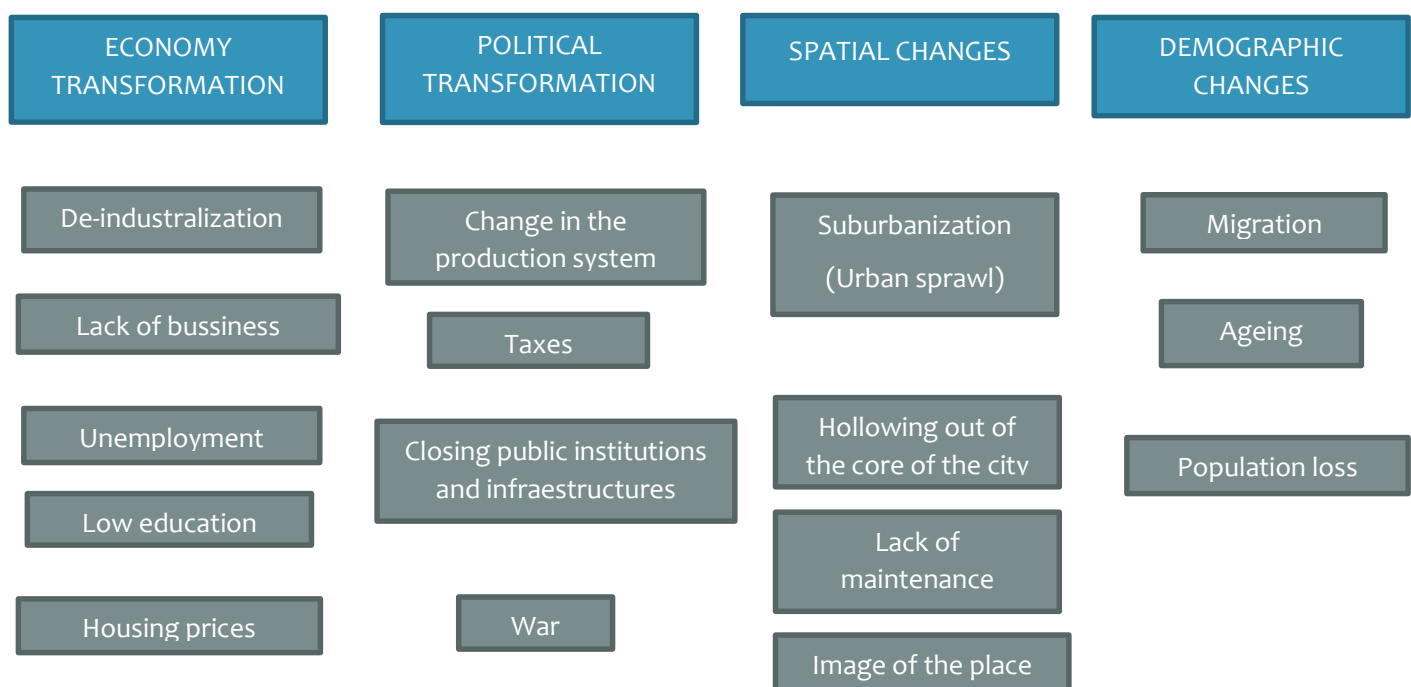 ECONOMY
TRANSFORMATION
De-industralization
Lack of bussiness
Unemployment
Low education
Housing prices
POLITICAL
TRANSFORMATION
Change in the
production system
Taxes
Closing public institutions
and infraestructures
War
SPATIAL CHANGES
Suburbanization
(Urban sprawl)
Hollowing out of
the core of the city
Lack of
maintenance
Image of the place
DEMOGRAPHIC
CHANGES
Migration
Ageing
Population loss